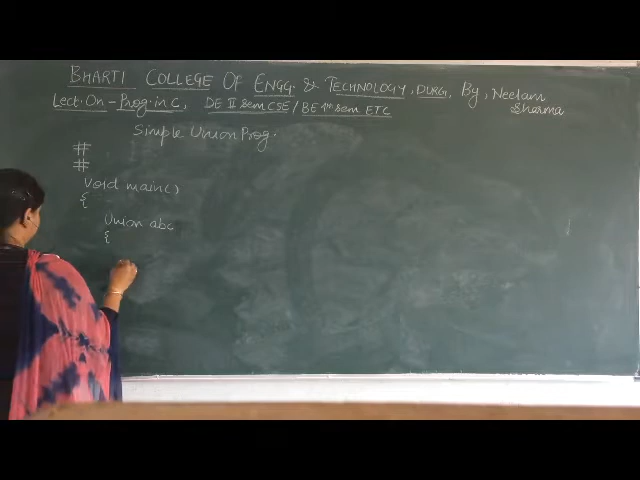 BHARTI COLLEGE OF ENGG. & TECHNOLOGY, DURG, By, Neelam Sharma
Lect. On - Prog. in C, DE II sem CSE / BE 1st sem ETC
Simple Union Prog.
#
#
Void main()
{
Union abc
{